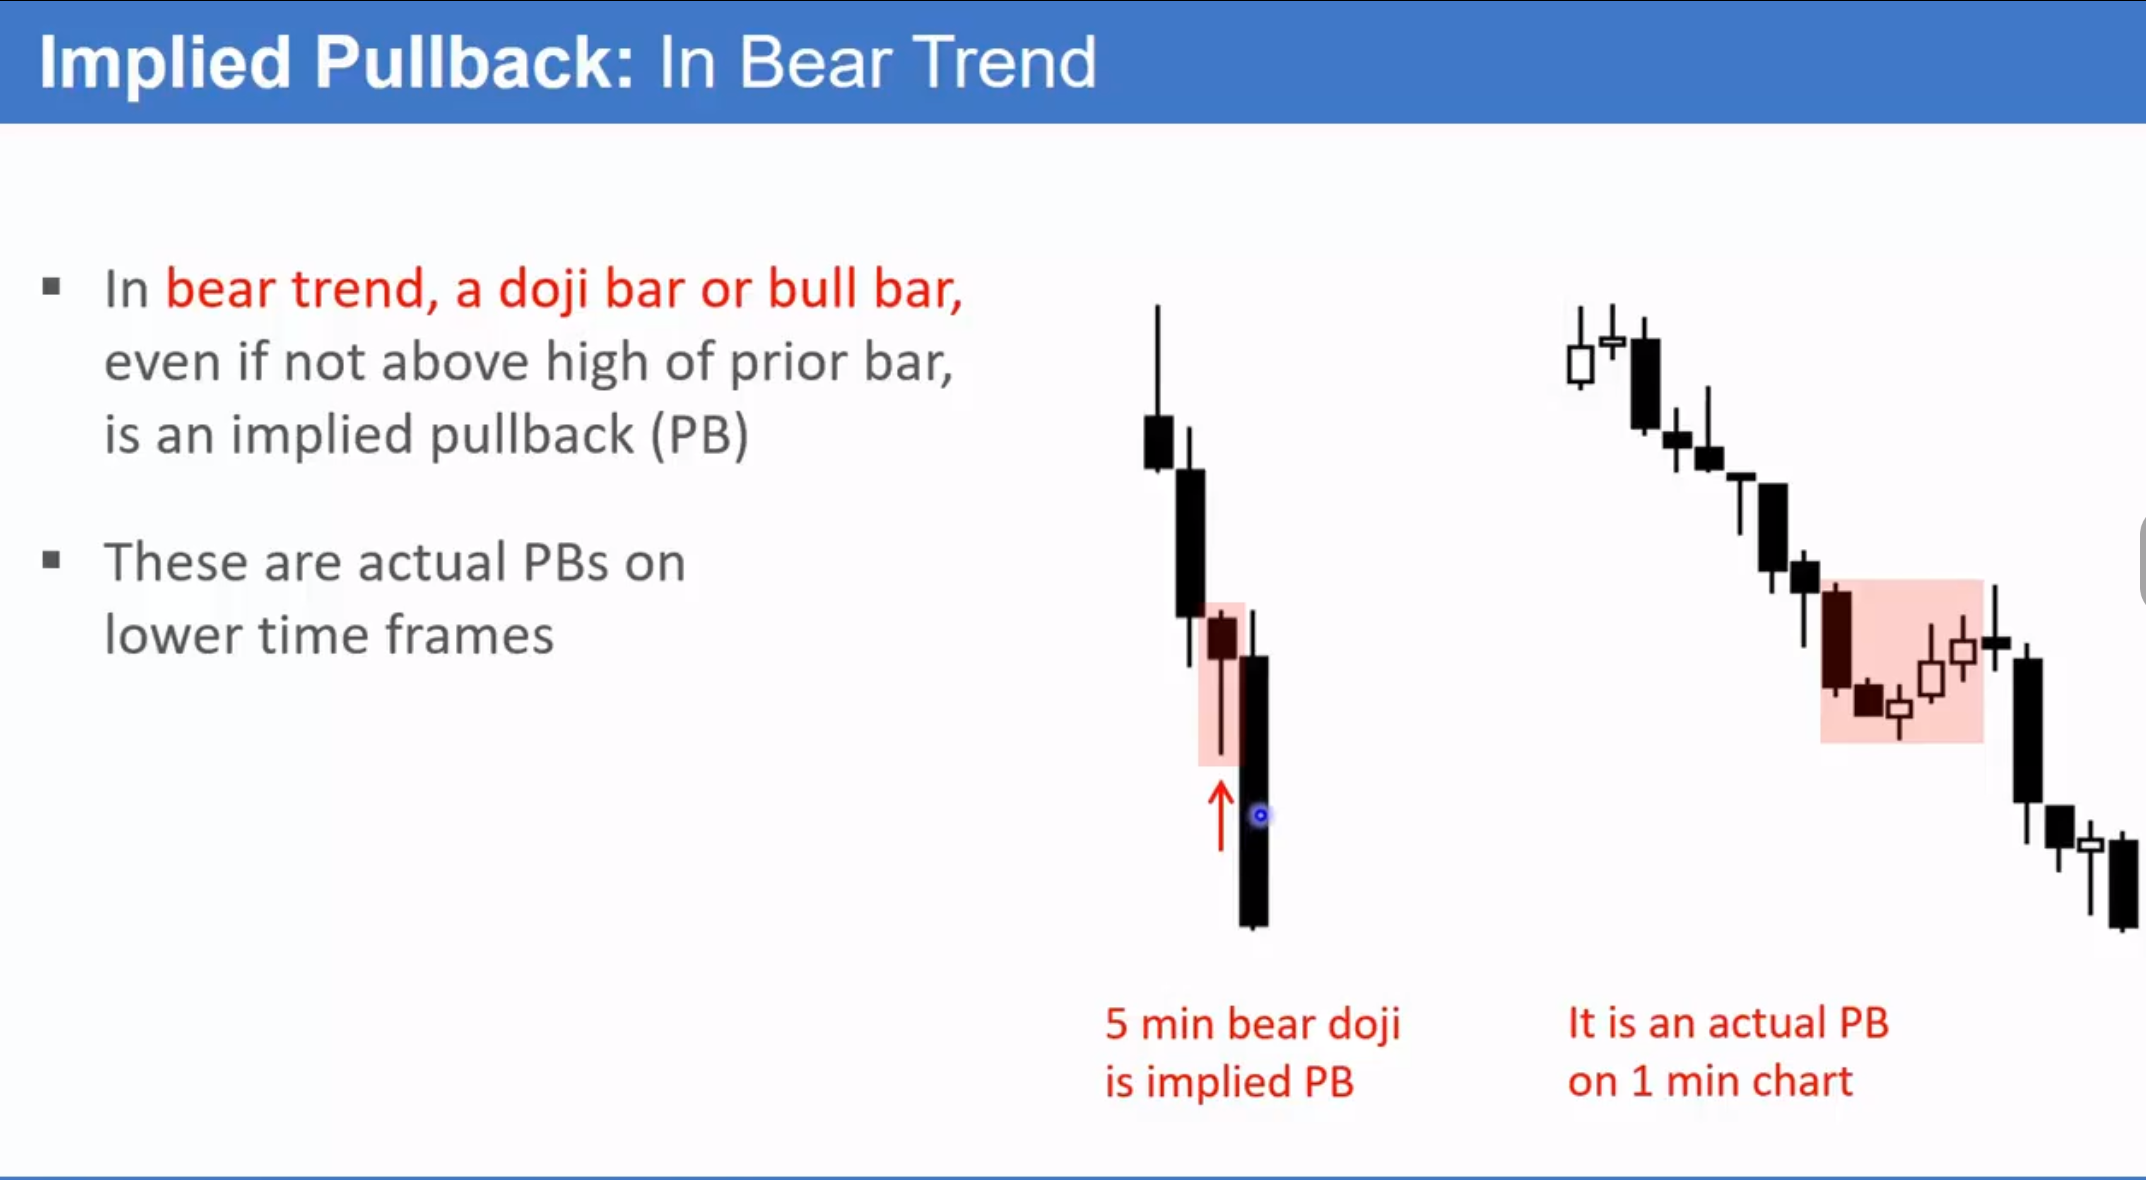 Implied Pullback: In Bear Trend
▪ In bear trend, a doji bar or bull bar,
even if not above high of prior bar,
is an implied pullback (PB)
▪ These are actual PBs on
lower time frames
5 min bear doji
is implied PB
It is an actual PB
on 1 min chart